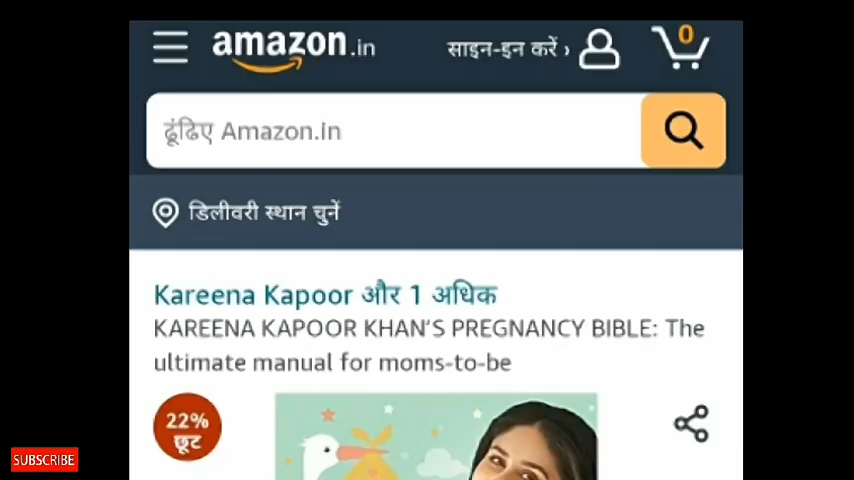 amazon.in
साइन-इन करें ›
0
ढूंढिए Amazon.in
डिलीवरी स्थान चुनें
Kareena Kapoor और 1 अधिक
KAREENA KAPOOR KHAN'S PREGNANCY BIBLE: The
ultimate manual for moms-to-be
22%
छूट
SUBSCRIBE